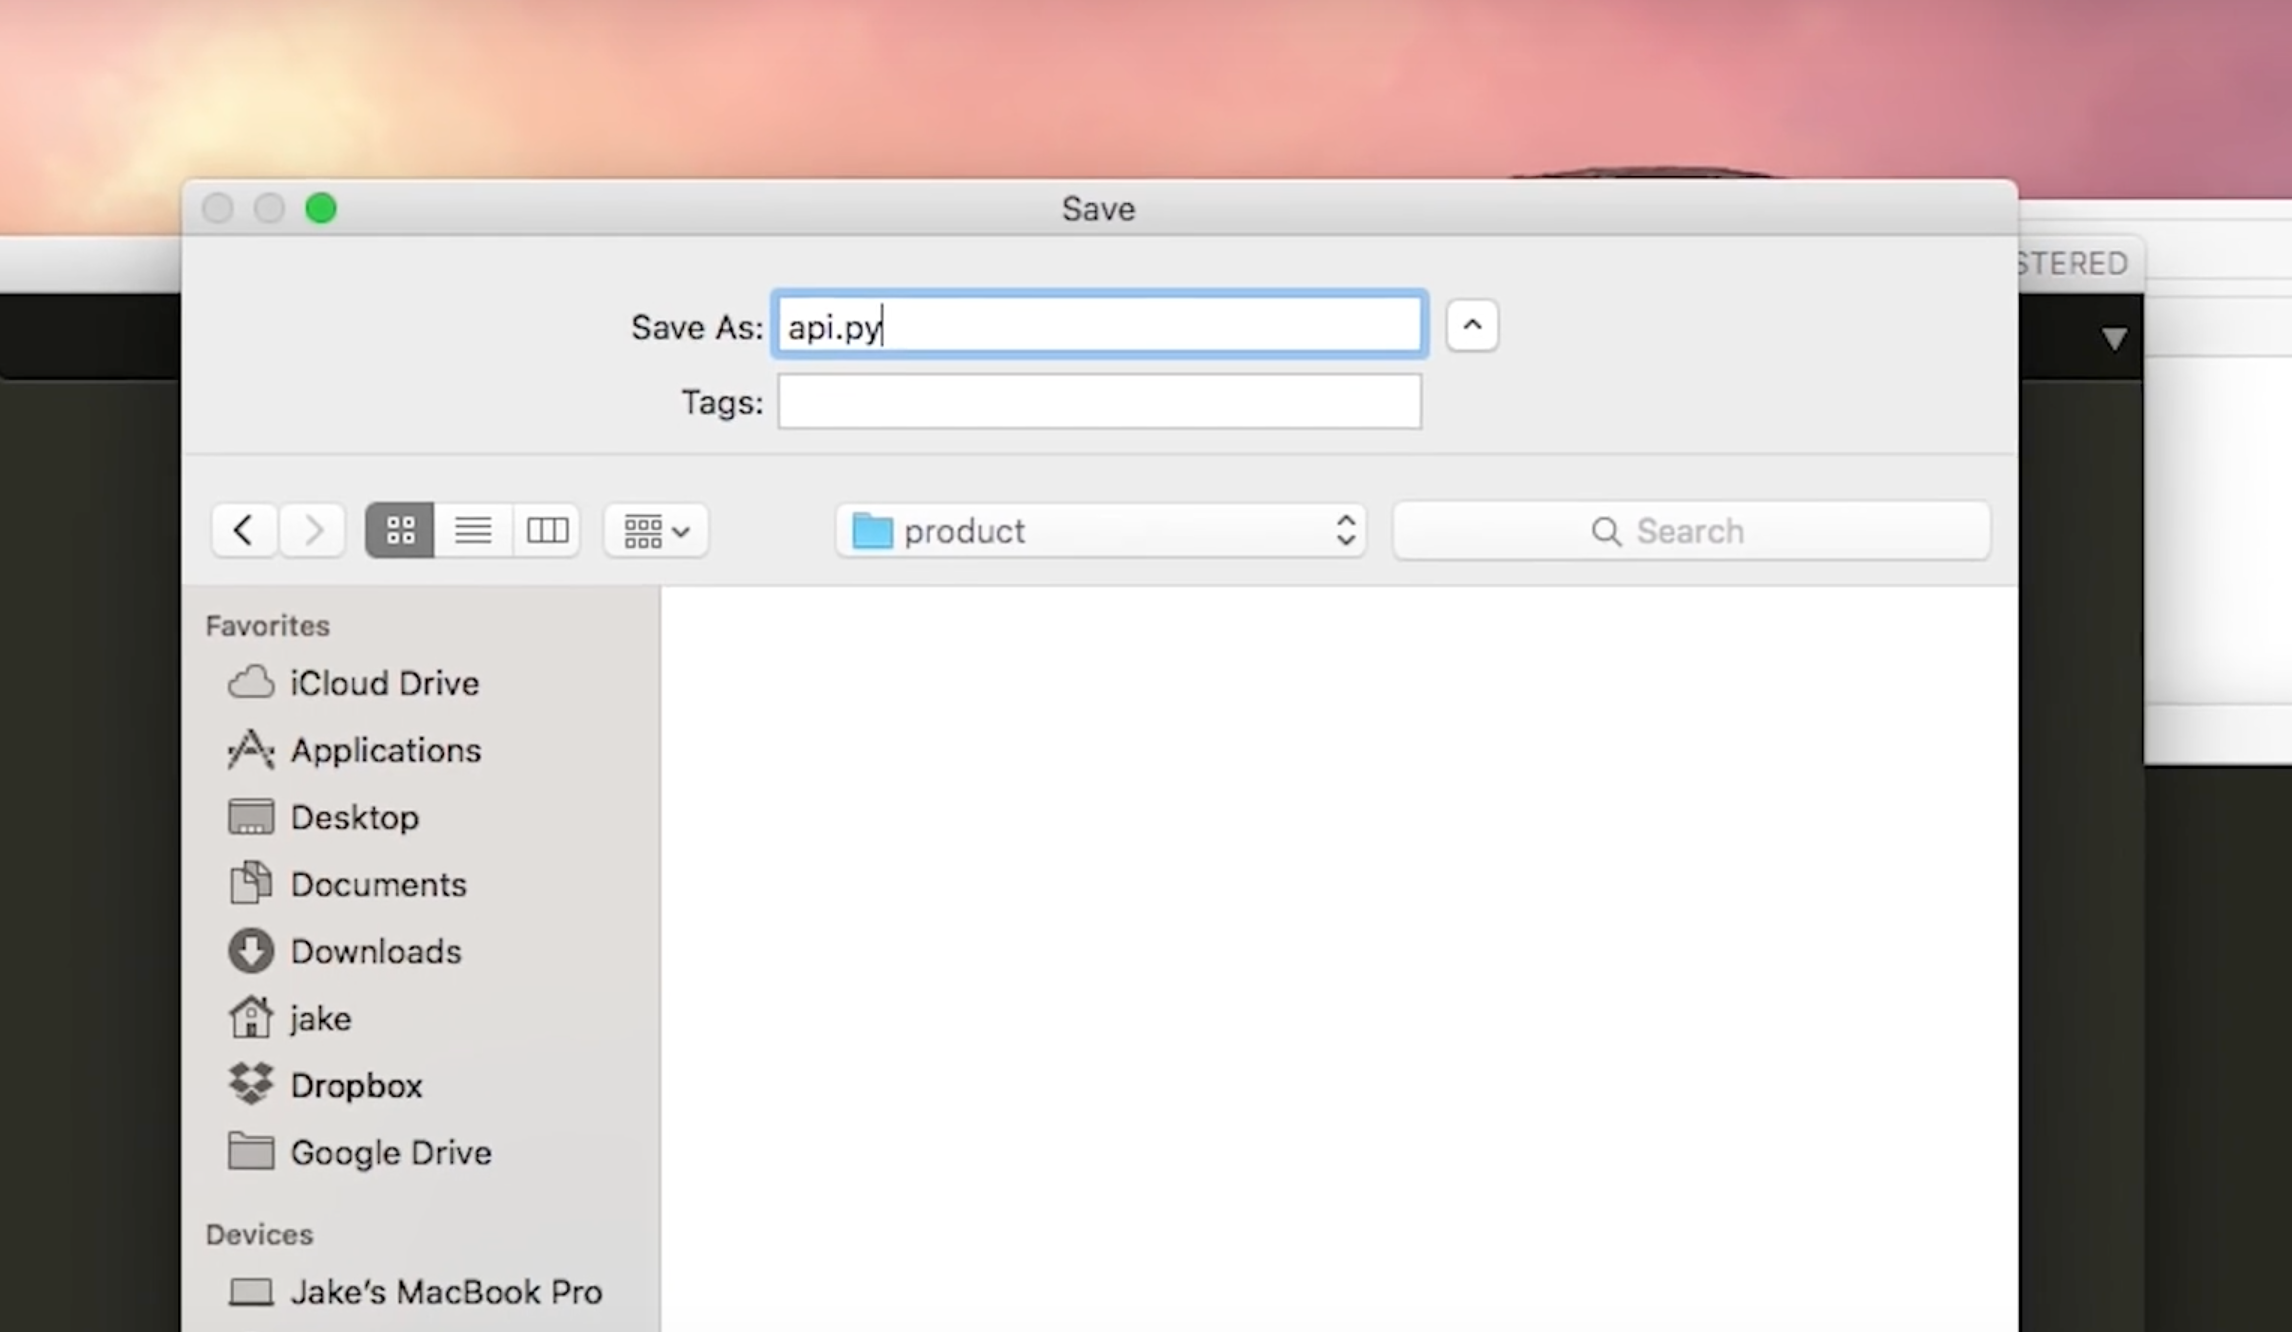 Save
STERED
Save As: api.py
Tags:
product
Search
Favorites
iCloud Drive
Applications
Desktop
Documents
Downloads
jake
Dropbox
Google Drive
Devices
Jake’s MacBook Pro